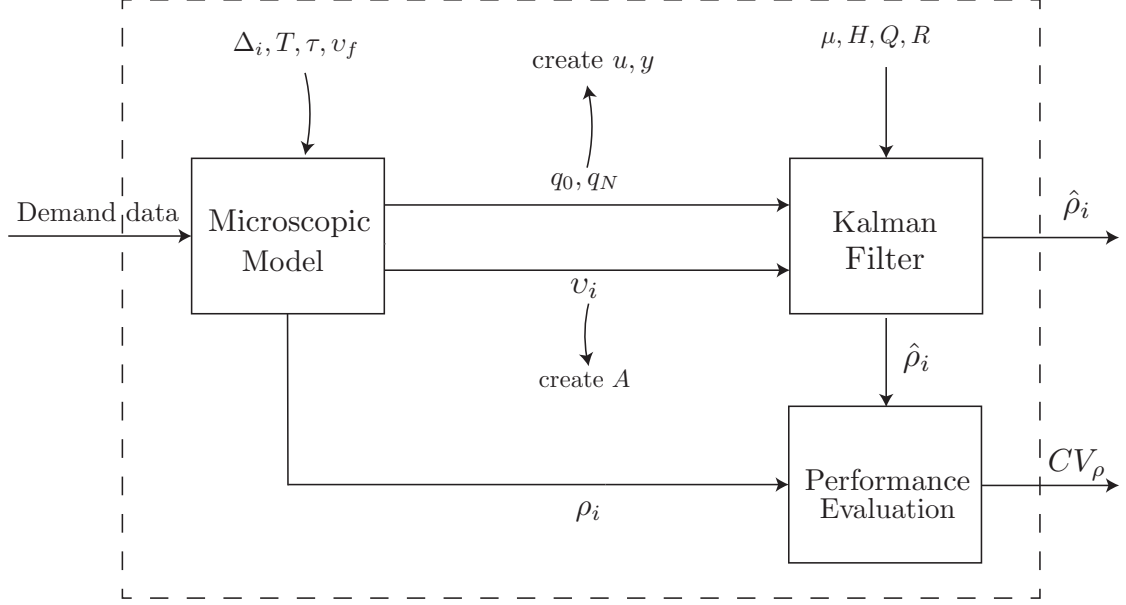 Δ_i, T, τ, υ_f
μ, H, Q, R
create u, y
q_0, q_N
Demand data
Microscopic
Model
Kalman
Filter
ρ̂_i
υ_i
create A
ρ̂_i
Performance
Evaluation
CV_ρ
ρ_i